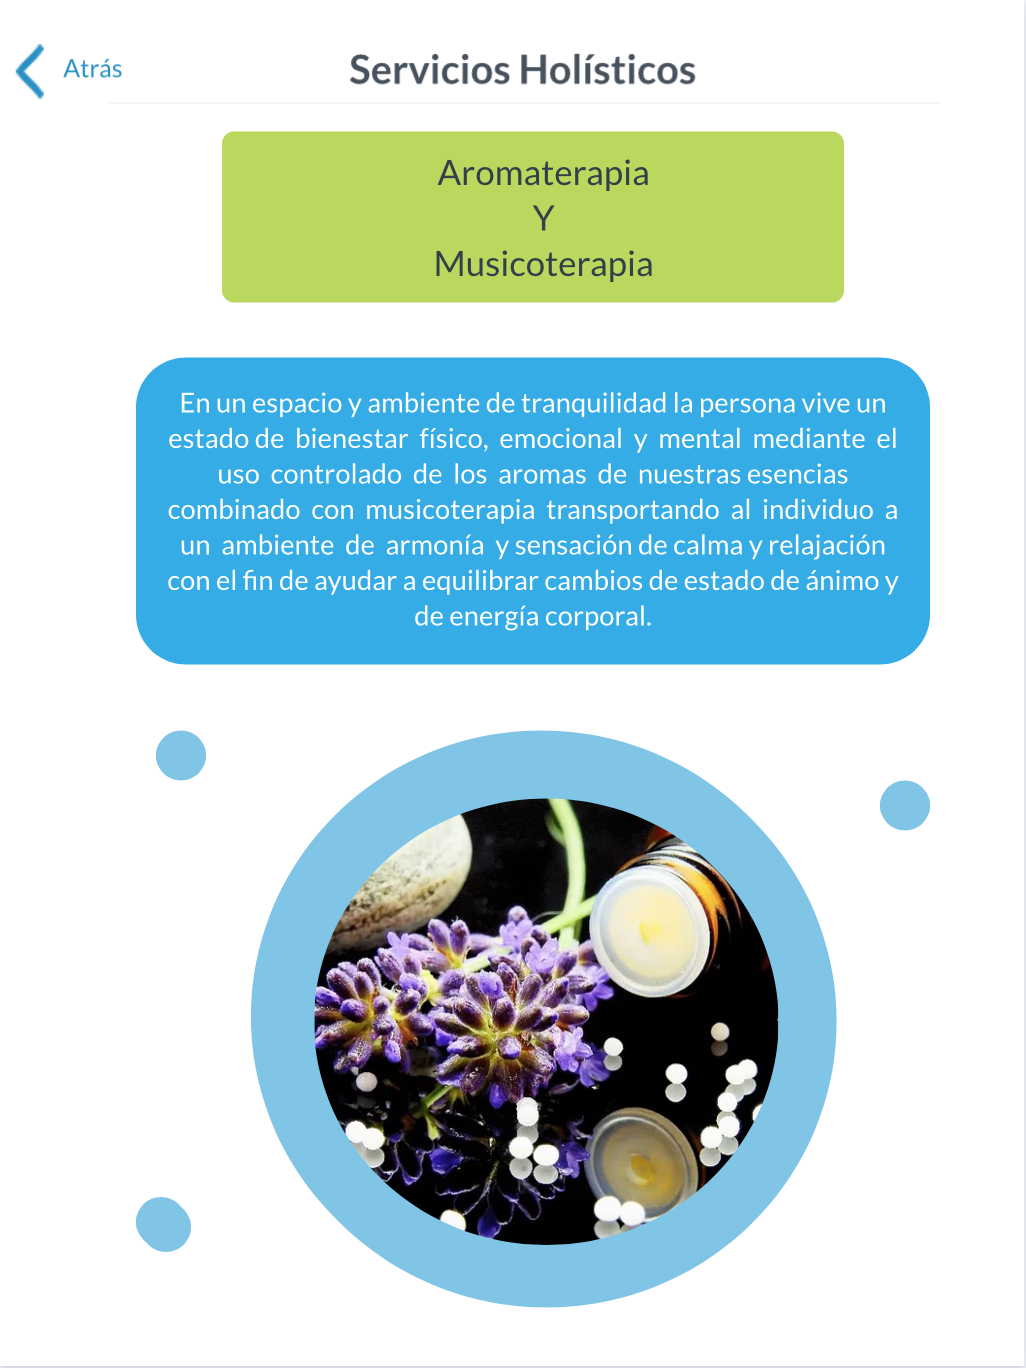 Atrás
Servicios Holísticos
Aromaterapia
Y
Musicoterapia
En un espacio y ambiente de tranquilidad la persona vive un
estado de bienestar físico, emocional y mental mediante el
uso controlado de los aromas de nuestras esencias
combinado con musicoterapia transportando al individuo a
un ambiente de armonía y sensación de calma y relajación
con el fin de ayudar a equilibrar cambios de estado de ánimo y
de energía corporal.